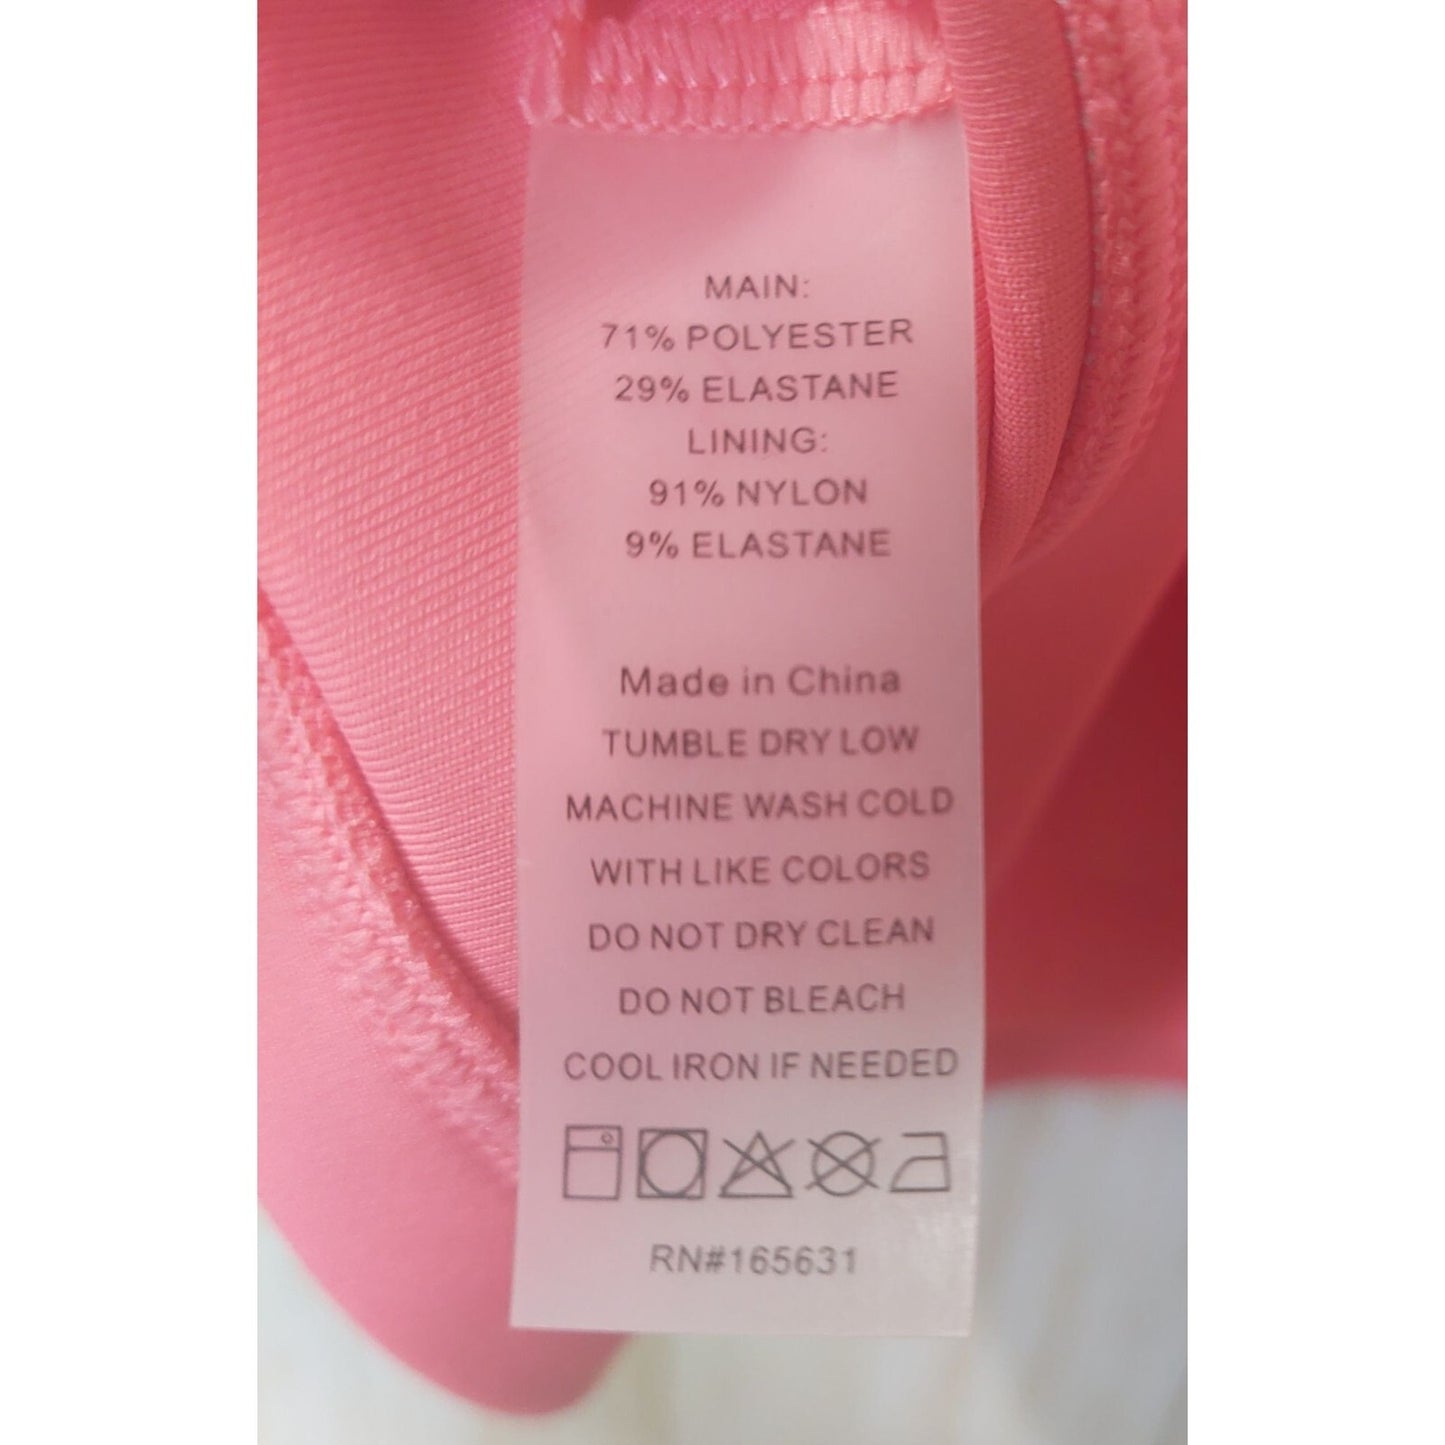 MAIN:
71% POLYESTER
29% ELASTANE
LINING:
91% NYLON
9% ELASTANE
Made in China
TUMBLE DRY LOW
MACHINE WASH COLD
WITH LIKE COLORS
DO NOT DRY CLEAN
DO NOT BLEACH
COOL IRON IF NEEDED
RN#165631